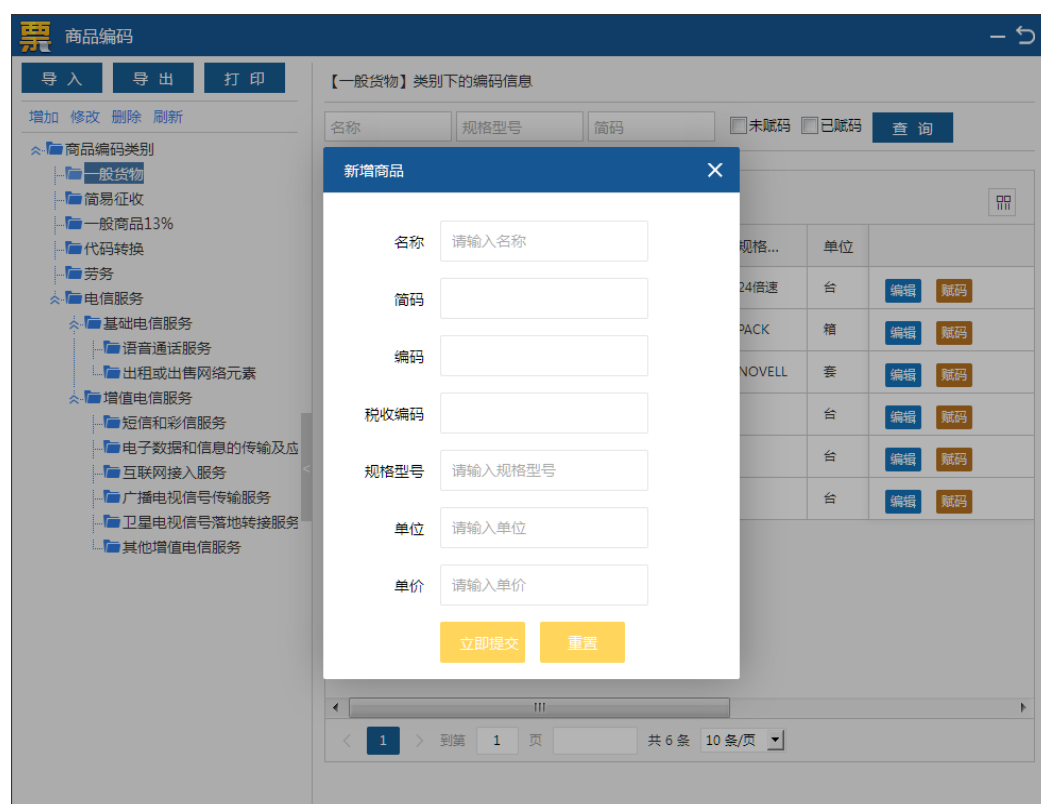 票 商品编码
导 入 导 出 打 印
增加 修改 删除 刷新
商品编码类别
一般货物
简易征收
一般商品13%
代码转换
劳务
电信服务
基础电信服务
语音通话服务
出租或出售网络元素
增值电信服务
短信和彩信服务
电子数据和信息的传输及应
互联网接入服务
广播电视信号传输服务
卫星电视信号落地转接服务
其他增值电信服务
【一般货物】类别下的编码信息
名称 规格型号 简码 未赋码 已赋码 查 询
新增商品
名称 请输入名称
简码
编码
税收编码
规格型号 请输入规格型号
单位 请输入单位
单价 请输入单价
立即提交 重置
规格... 单位
24倍速 台 编辑 赋码
PACK 箱 编辑 赋码
NOVELL 套 编辑 赋码
台 编辑 赋码
台 编辑 赋码
台 编辑 赋码
< 1 > 到第 1 页 共 6 条 10 条/页